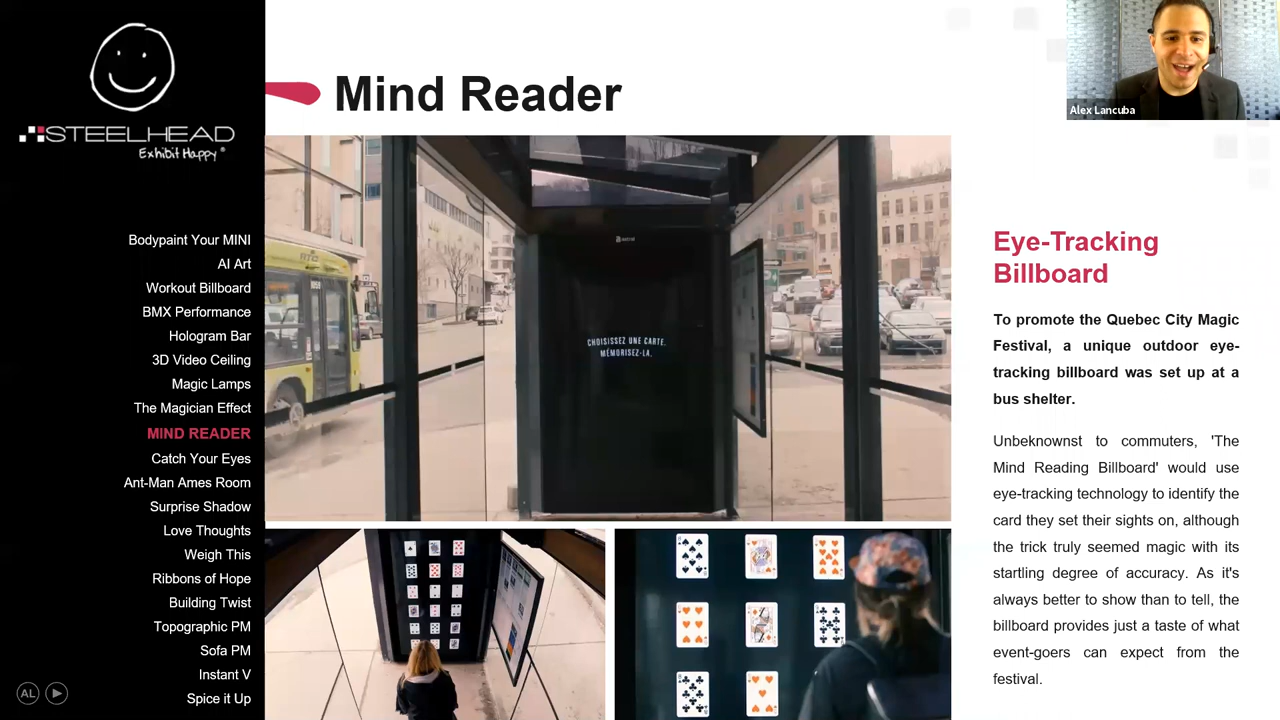 STEELHEAD
Exhibit Happy®
Bodypaint Your MINI
AI Art
Workout Billboard
BMX Performance
Hologram Bar
3D Video Ceiling
Magic Lamps
The Magician Effect
MIND READER
Catch Your Eyes
Ant-Man Ames Room
Surprise Shadow
Love Thoughts
Weigh This
Ribbons of Hope
Building Twist
Topographic PM
Sofa PM
Instant V
Spice it Up
AL
Mind Reader
astral
CHOISISSEZ UNE CARTE.
MÉMORISEZ-LA.
RTC
Alex Lancuba
Eye-Tracking
Billboard
To promote the Quebec City Magic
Festival, a unique outdoor eye-
tracking billboard was set up at a
bus shelter.
Unbeknownst to commuters, 'The
Mind Reading Billboard' would use
eye-tracking technology to identify the
card they set their sights on, although
the trick truly seemed magic with its
startling degree of accuracy. As it's
always better to show than to tell, the
billboard provides just a taste of what
event-goers can expect from the
festival.